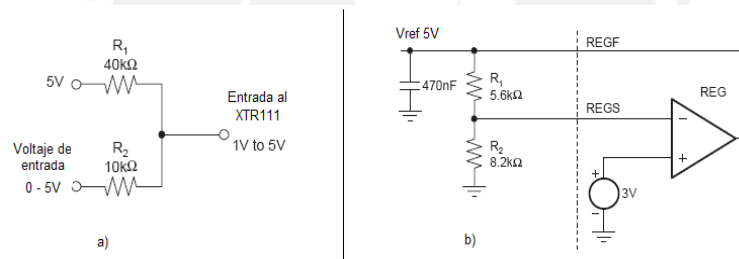 R1
40kΩ
5V
Entrada al
XTR111
1V to 5V
Voltaje de
entrada
0 - 5V
R2
10kΩ
a)
Vref 5V
REGF
470nF
R1
5.6kΩ
REGS
REG
R2
8.2kΩ
-
+
+
3V
-
b)